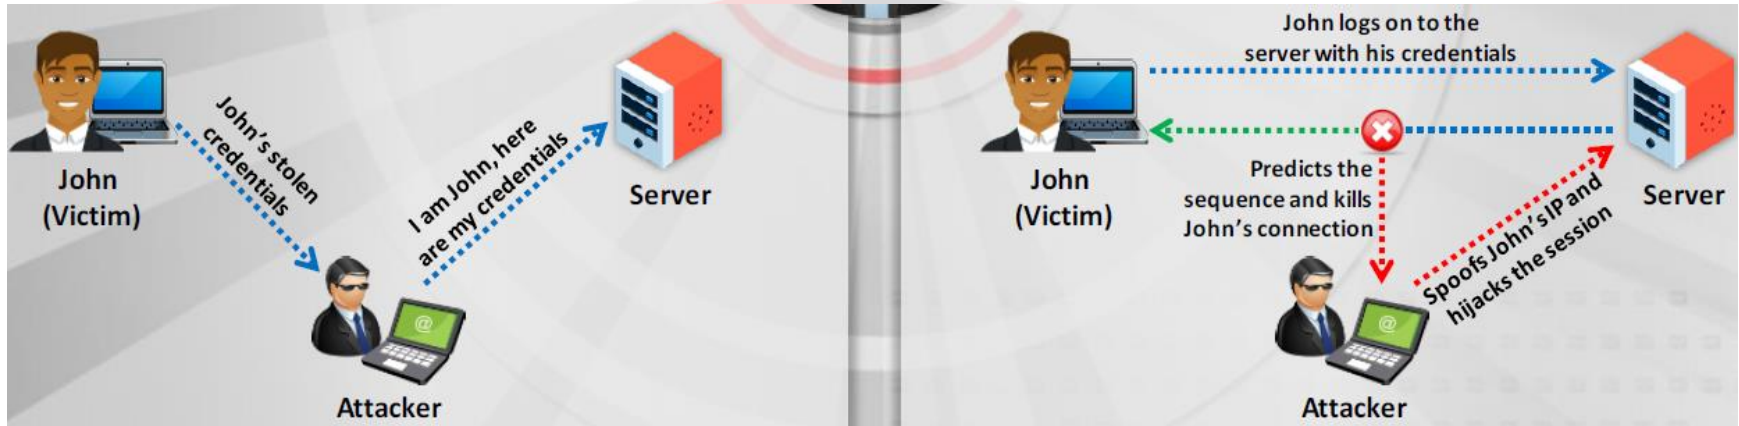 John's stolen
credentials
I am John, here
are my credentials
John
(Victim)
Server
@
Attacker
John logs on to the
server with his credentials
Predicts the
sequence and kills
John's connection
Spoofs John's IP and
hijacks the session
John
(Victim)
Server
@
Attacker